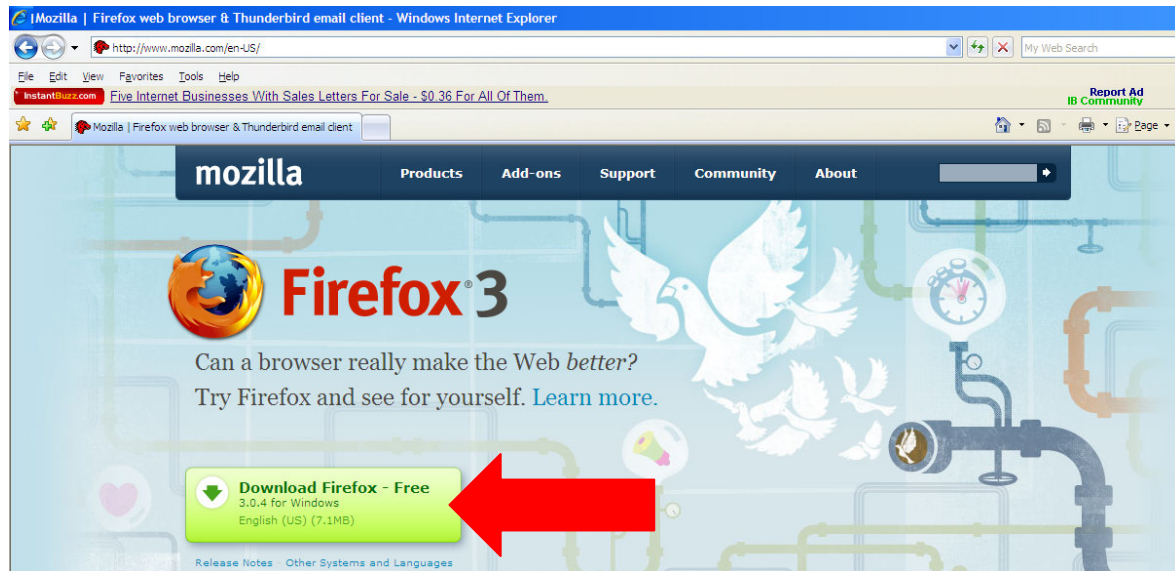 |Mozilla | Firefox web browser & Thunderbird email client - Windows Internet Explorer
http://www.mozilla.com/en-US/
My Web Search
File Edit View Favorites Tools Help
InstantBuzz.com Five Internet Businesses With Sales Letters For Sale - $0.36 For All Of Them.
Report Ad
IB Community
Mozilla | Firefox web browser & Thunderbird email client
Page
mozilla Products Add-ons Support Community About
Firefox® 3
Can a browser really make the Web better?
Try Firefox and see for yourself. Learn more.
Download Firefox - Free
3.0.4 for Windows
English (US) (7.1MB)
Release Notes - Other Systems and Languages